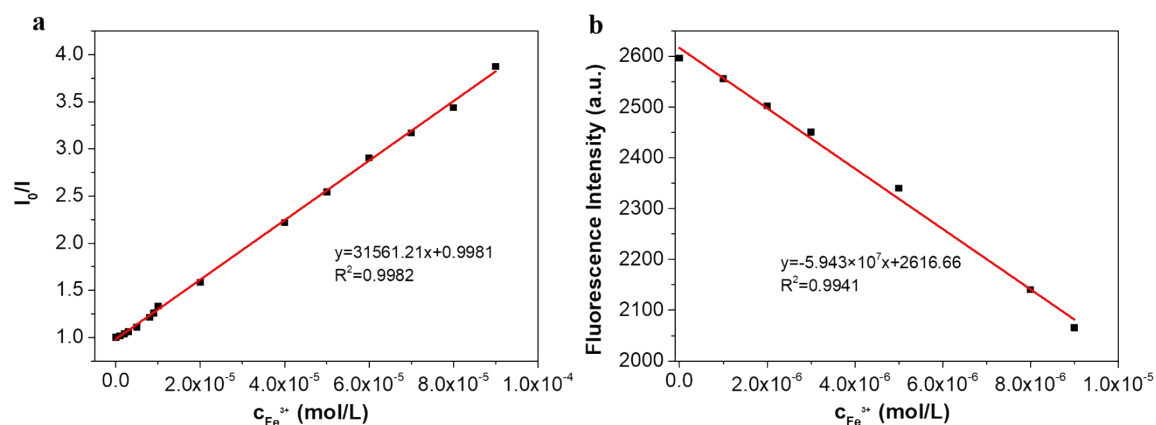 a
4.0
3.5
3.0
2.5
2.0
1.5
1.0
I₀/I
y=31561.21x+0.9981
R²=0.9982
0.0 2.0x10⁻⁵ 4.0x10⁻⁵ 6.0x10⁻⁵ 8.0x10⁻⁵ 1.0x10⁻⁴
c_Fe³⁺ (mol/L)
b
2600
2500
2400
2300
2200
2100
2000
Fluorescence Intensity (a.u.)
y=-5.943×10⁷x+2616.66
R²=0.9941
0.0 2.0x10⁻⁶ 4.0x10⁻⁶ 6.0x10⁻⁶ 8.0x10⁻⁶ 1.0x10⁻⁵
c_Fe³⁺ (mol/L)